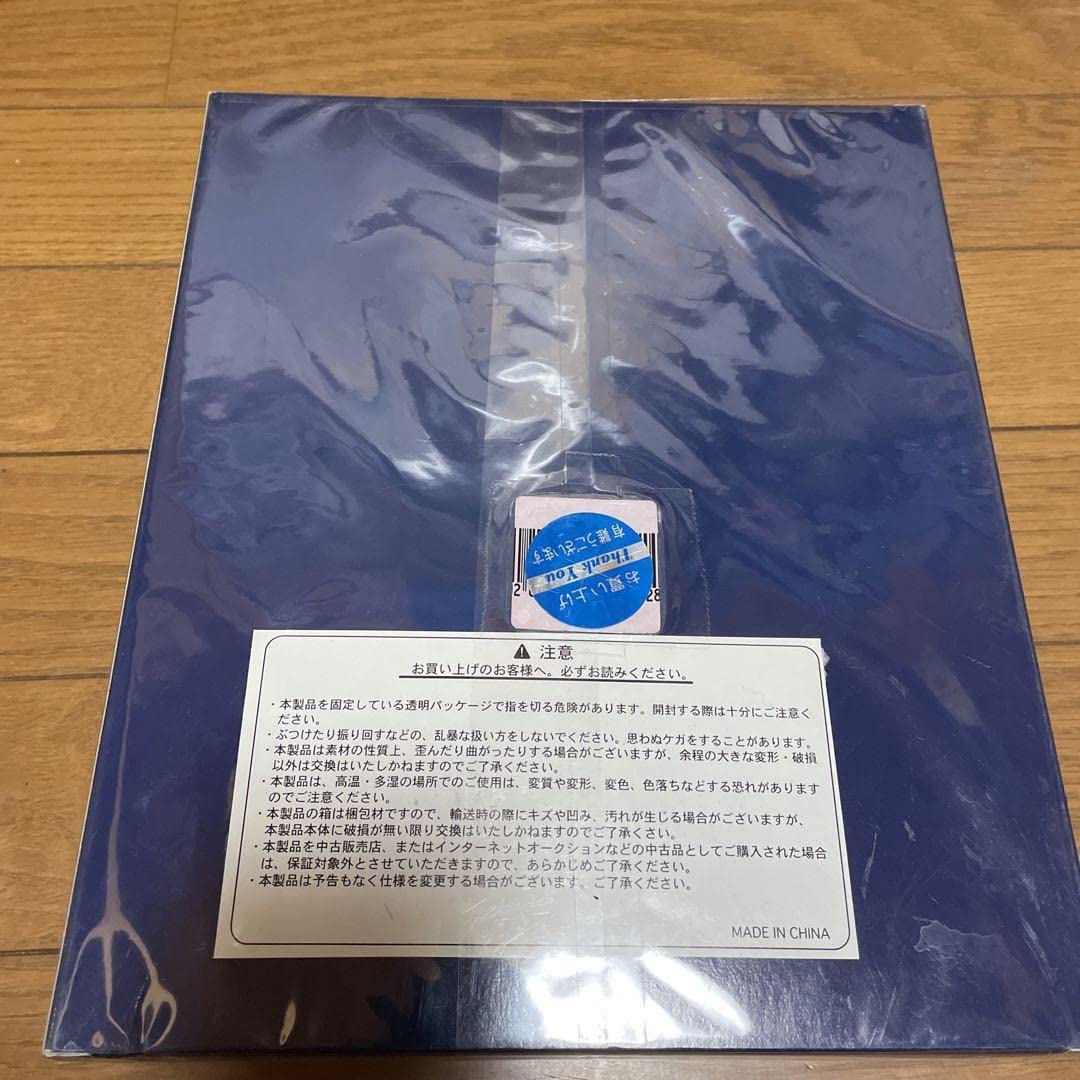 お買い上げ
Thank You
有難うございます
2
28
注意
お買い上げのお客様へ。必ずお読みください。
・本製品を固定している透明パッケージで指を切る危険があります。開封する際は十分にご注意く
ださい。
・ぶつけたり振り回すなどの、乱暴な扱い方をしないでください。思わぬケガをすることがあります。
・本製品は素材の性質上、歪んだり曲がったりする場合がございますが、余程の大きな変形・破損
以外は交換はいたしかねますのでご了承ください。
・本製品は、高温・多湿の場所でのご使用は、変質や変形、変色、色落ちなどする恐れがあります
のでご注意ください。
・本製品の箱は梱包材ですので、輸送時の際にキズや凹み、汚れが生じる場合がございますが、
本製品本体に破損が無い限り交換はいたしかねますのでご了承くさい。
・本製品を中古販売店、またはインターネットオークションなどの中古品としてご購入された場合
は、保証対象外とさせていただきますので、あらかじめご了承ください。
・本製品は予告もなく仕様を変更する場合がございます。ご了承ください。
MADE IN CHINA